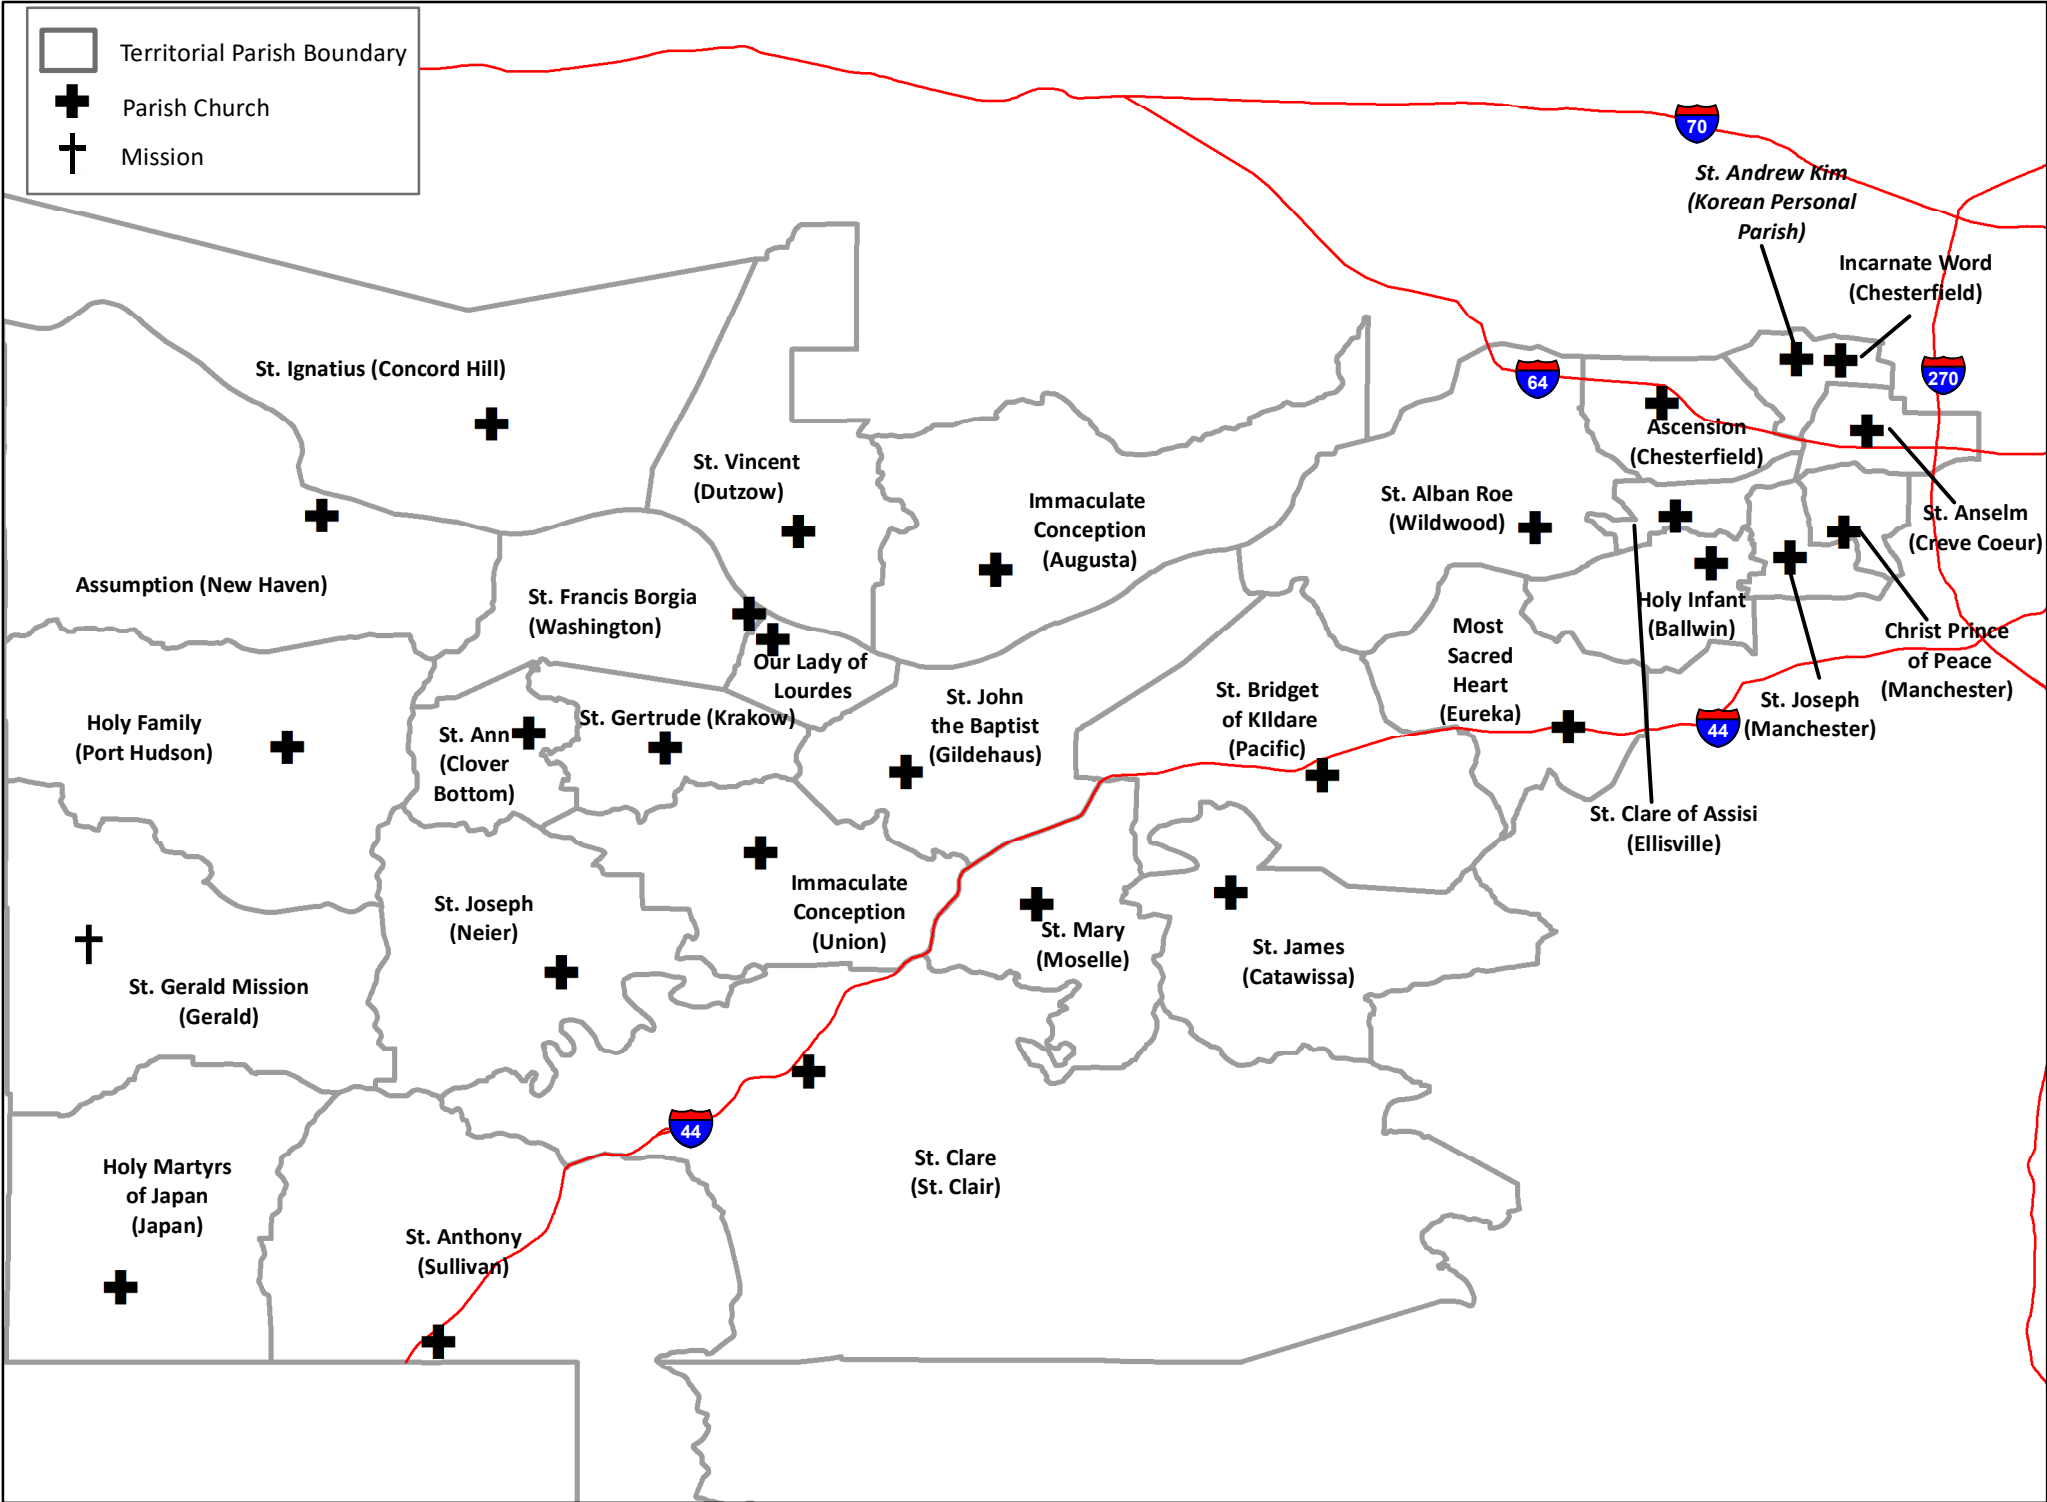 Territorial Parish Boundary
Parish Church
Mission
70
St. Andrew Kim
(Korean Personal
Parish)
Incarnate Word
(Chesterfield)
64
270
St. Ignatius (Concord Hill)
Ascension
(Chesterfield)
St. Vincent
(Dutzow)
Immaculate
Conception
(Augusta)
St. Alban Roe
(Wildwood)
St. Anselm
(Creve Coeur)
Assumption (New Haven)
St. Francis Borgia
(Washington)
Holy Infant
(Ballwin)
Most
Sacred
Heart
(Eureka)
Christ Prince
of Peace
(Manchester)
Our Lady of
Lourdes
St. John
the Baptist
(Gildehaus)
St. Bridget
of KIldare
(Pacific)
St. Joseph
(Manchester)
44
Holy Family
(Port Hudson)
St. Ann
(Clover
Bottom)
St. Gertrude (Krakow)
St. Clare of Assisi
(Ellisville)
St. Joseph
(Neier)
Immaculate
Conception
(Union)
St. Mary
(Moselle)
St. James
(Catawissa)
St. Gerald Mission
(Gerald)
44
Holy Martyrs
of Japan
(Japan)
St. Clare
(St. Clair)
St. Anthony
(Sullivan)